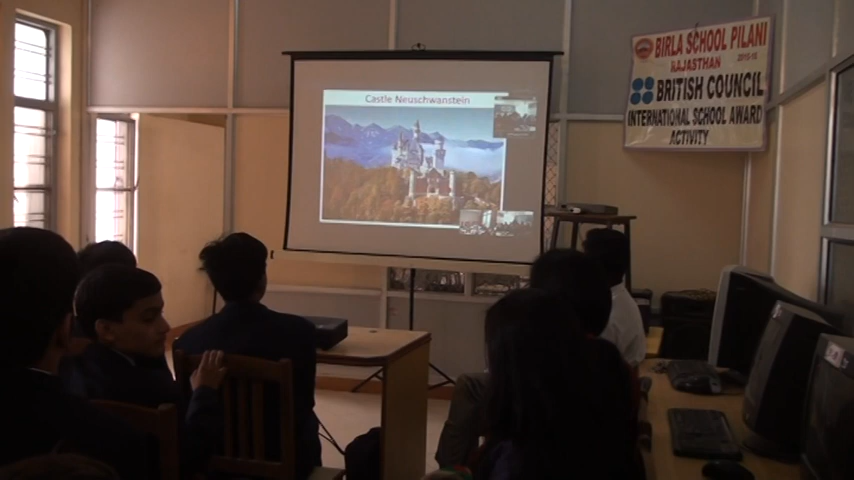 Castle Neuschwanstein
BIRLA SCHOOL PILANI
RAJASTHAN
BRITISH COUNCIL
INTERNATIONAL SCHOOL AWARD
ACTIVITY